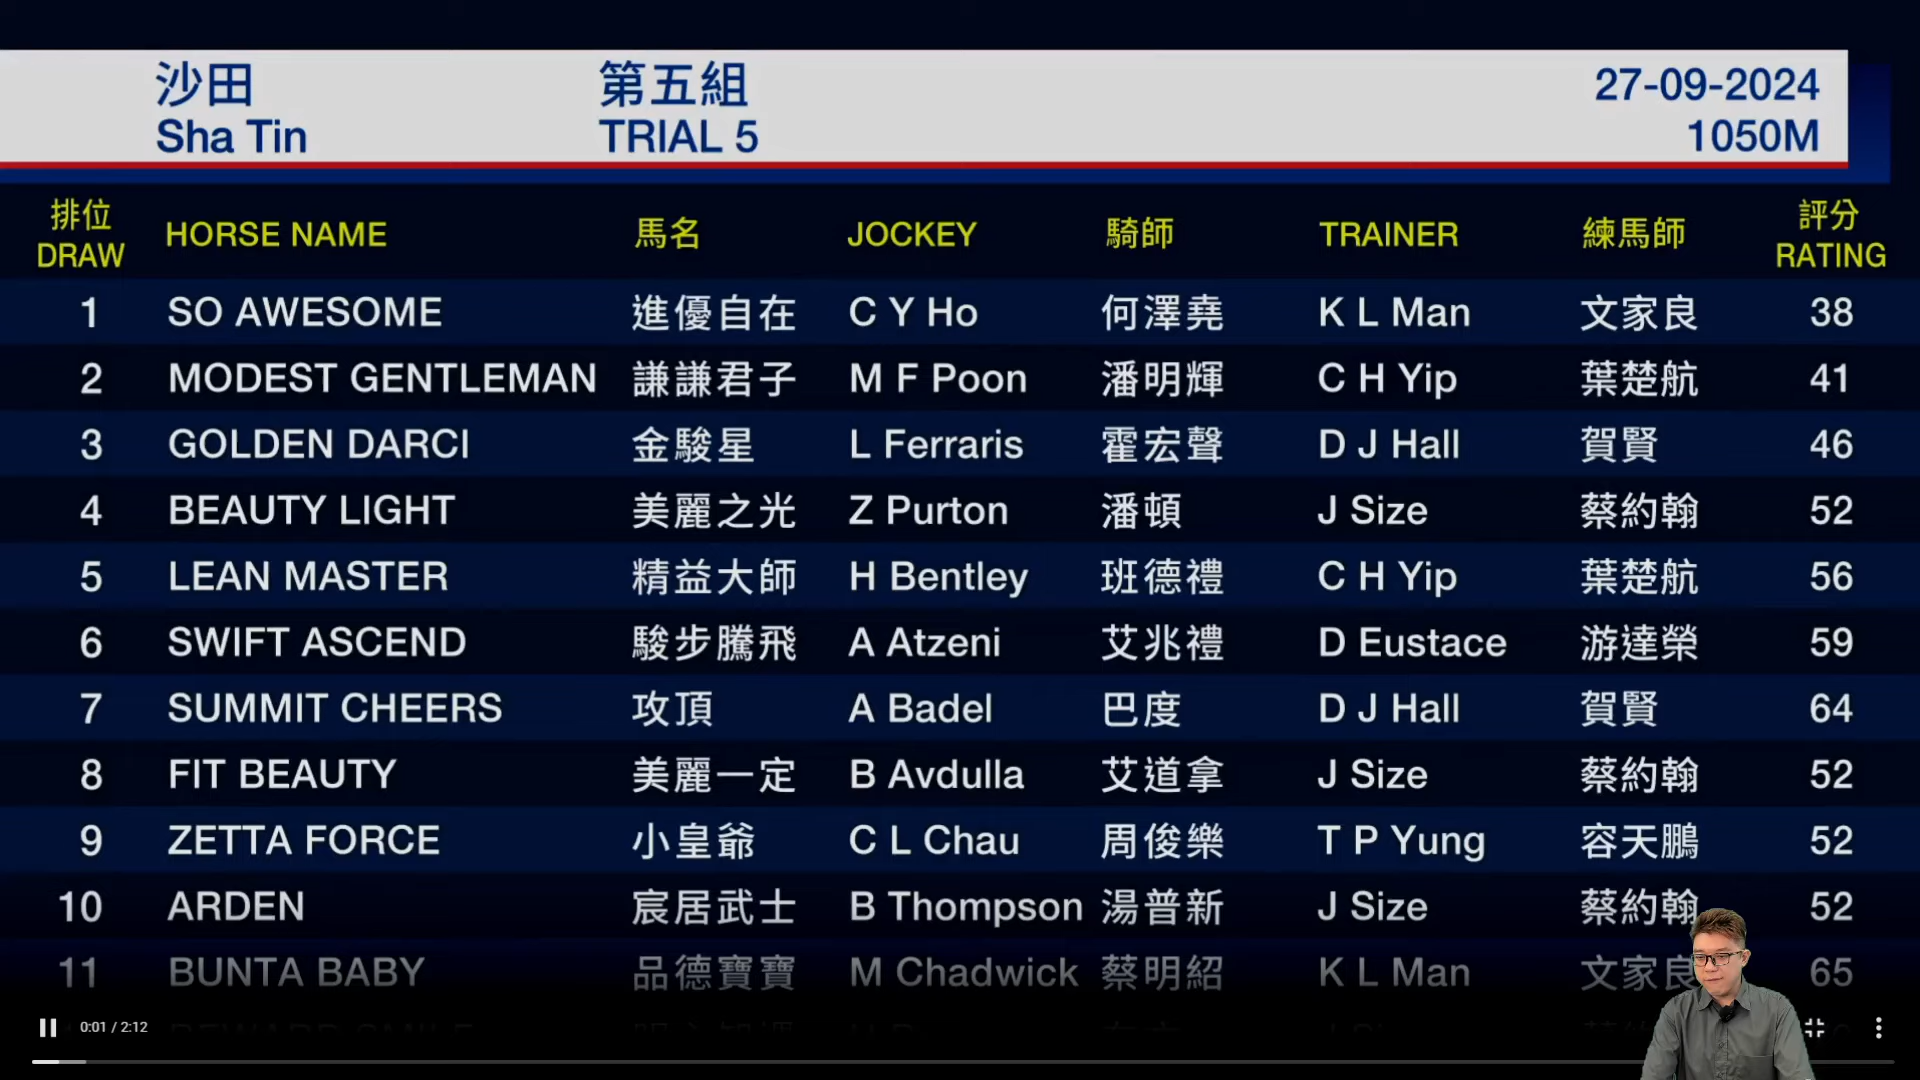 沙田 第五組 27-09-2024
Sha Tin TRIAL 5 1050M
排位 評分
DRAW HORSE NAME 馬名 JOCKEY 騎師 TRAINER 練馬師 RATING
1 SO AWESOME 進優自在 C Y Ho 何澤堯 K L Man 文家良 38
2 MODEST GENTLEMAN 謙謙君子 M F Poon 潘明輝 C H Yip 葉楚航 41
3 GOLDEN DARCI 金駿星 L Ferraris 霍宏聲 D J Hall 賀賢 46
4 BEAUTY LIGHT 美麗之光 Z Purton 潘頓 J Size 蔡約翰 52
5 LEAN MASTER 精益大師 H Bentley 班德禮 C H Yip 葉楚航 56
6 SWIFT ASCEND 駿步騰飛 A Atzeni 艾兆禮 D Eustace 游達榮 59
7 SUMMIT CHEERS 攻頂 A Badel 巴度 D J Hall 賀賢 64
8 FIT BEAUTY 美麗一定 B Avdulla 艾道拿 J Size 蔡約翰 52
9 ZETTA FORCE 小皇爺 C L Chau 周俊樂 T P Yung 容天鵬 52
10 ARDEN 宸居武士 B Thompson 湯普新 J Size 蔡約翰 52
11 BUNTA BABY 品德寶寶 M Chadwick 蔡明紹 K L Man 文家良 65
0:01 / 2:12